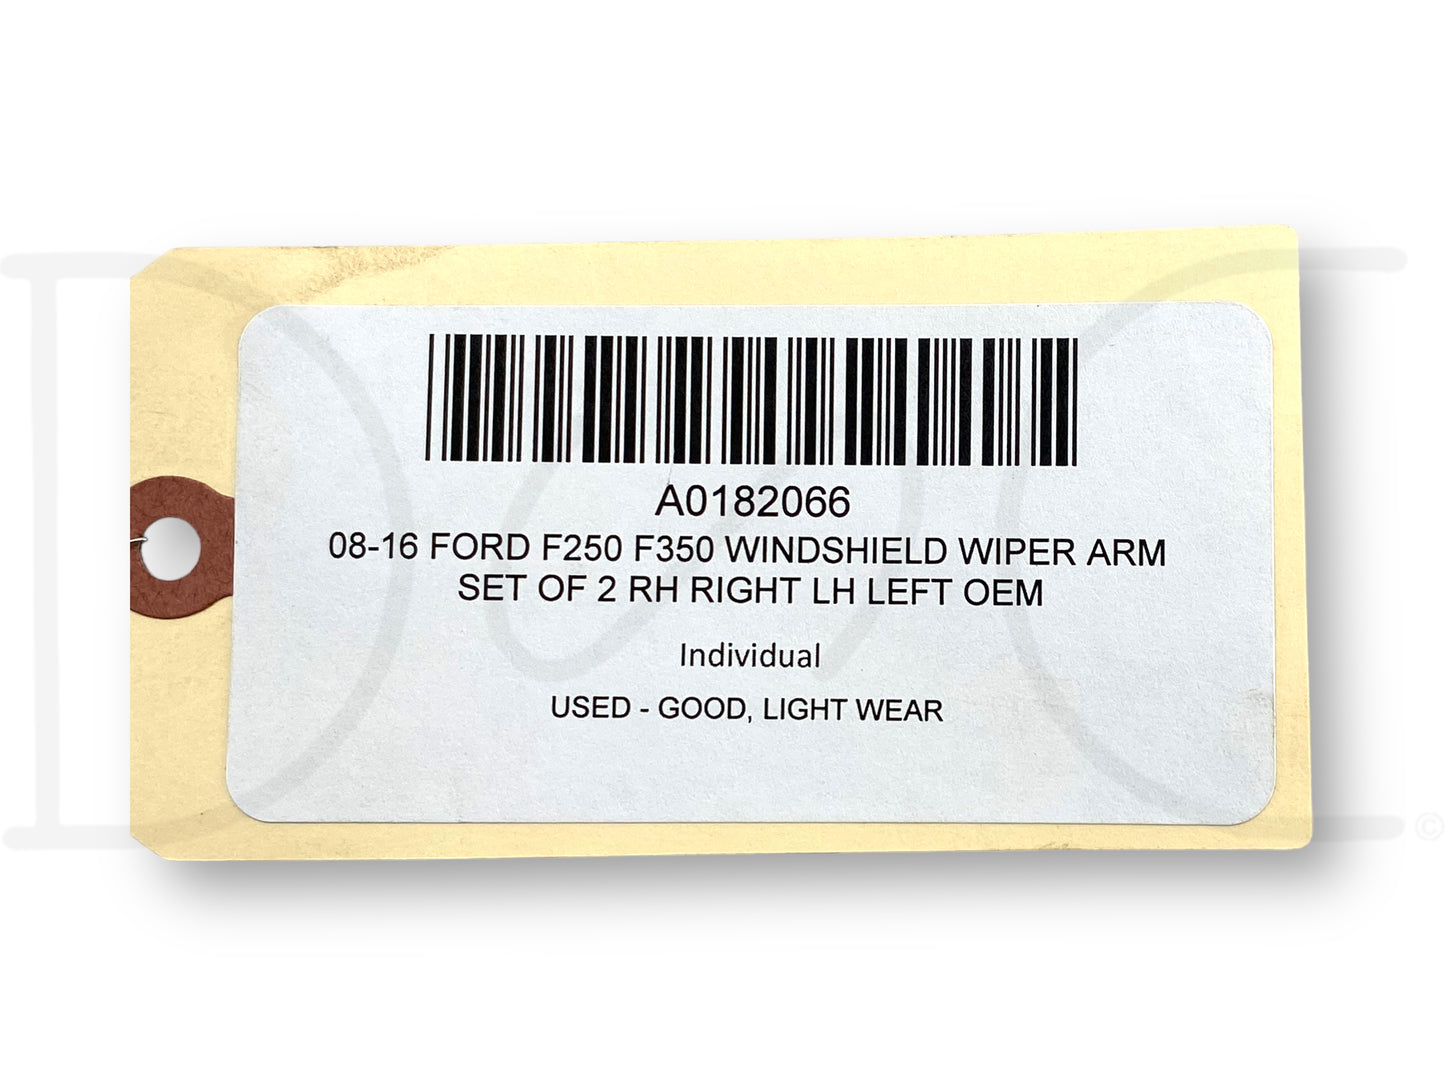 A0182066
08-16 FORD F250 F350 WINDSHIELD WIPER ARM
SET OF 2 RH RIGHT LH LEFT OEM
Individual
USED - GOOD, LIGHT WEAR
©